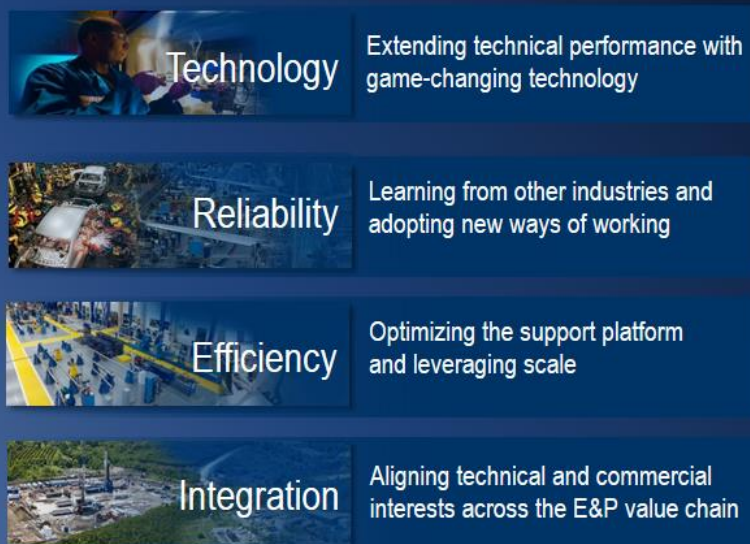 Technology
Extending technical performance with
game-changing technology
Reliability
Learning from other industries and
adopting new ways of working
Efficiency
Optimizing the support platform
and leveraging scale
Integration
Aligning technical and commercial
interests across the E&P value chain